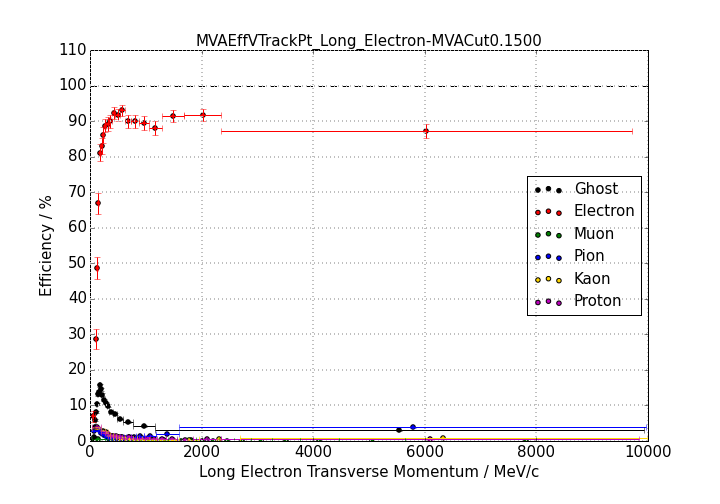 MVAEffVTrackPt_Long_Electron-MVACut0.1500
110
100
90
80
70
60
50
40
30
20
10
0
Efficiency / %
Ghost
Electron
Muon
Pion
Kaon
Proton
0 2000 4000 6000 8000 10000
Long Electron Transverse Momentum / MeV/c